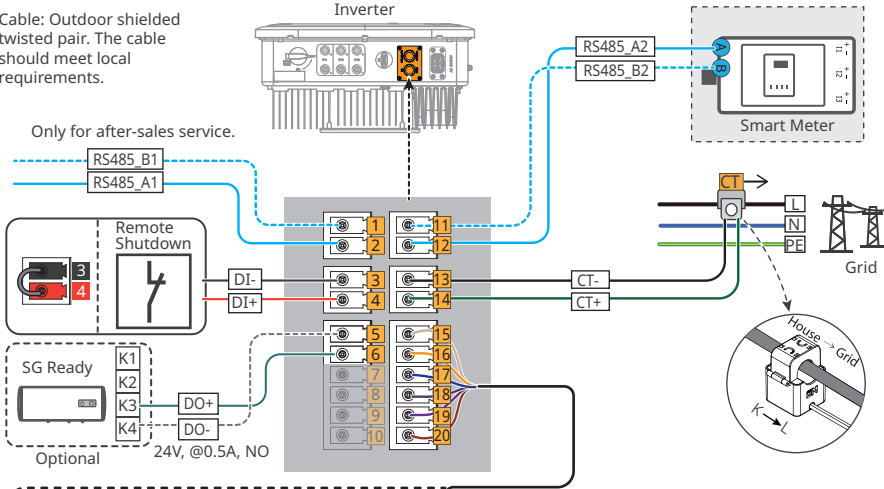 Cable: Outdoor shielded
twisted pair. The cable
should meet local
requirements.
Inverter
RS485_A2
RS485_B2
A
B
I1
I2
I3
+ -
+ -
+ -
Smart Meter
Only for after-sales service.
RS485_B1
RS485_A1
CT
L
N
PE
Grid
Remote
Shutdown
3
4
DI-
DI+
1
2
3
4
5
6
7
8
9
10
11
12
13
14
15
16
17
18
19
20
CT-
CT+
SG Ready
K1
K2
K3
K4
DO+
DO-
24V, @0.5A, NO
Optional
House → Grid
K → L